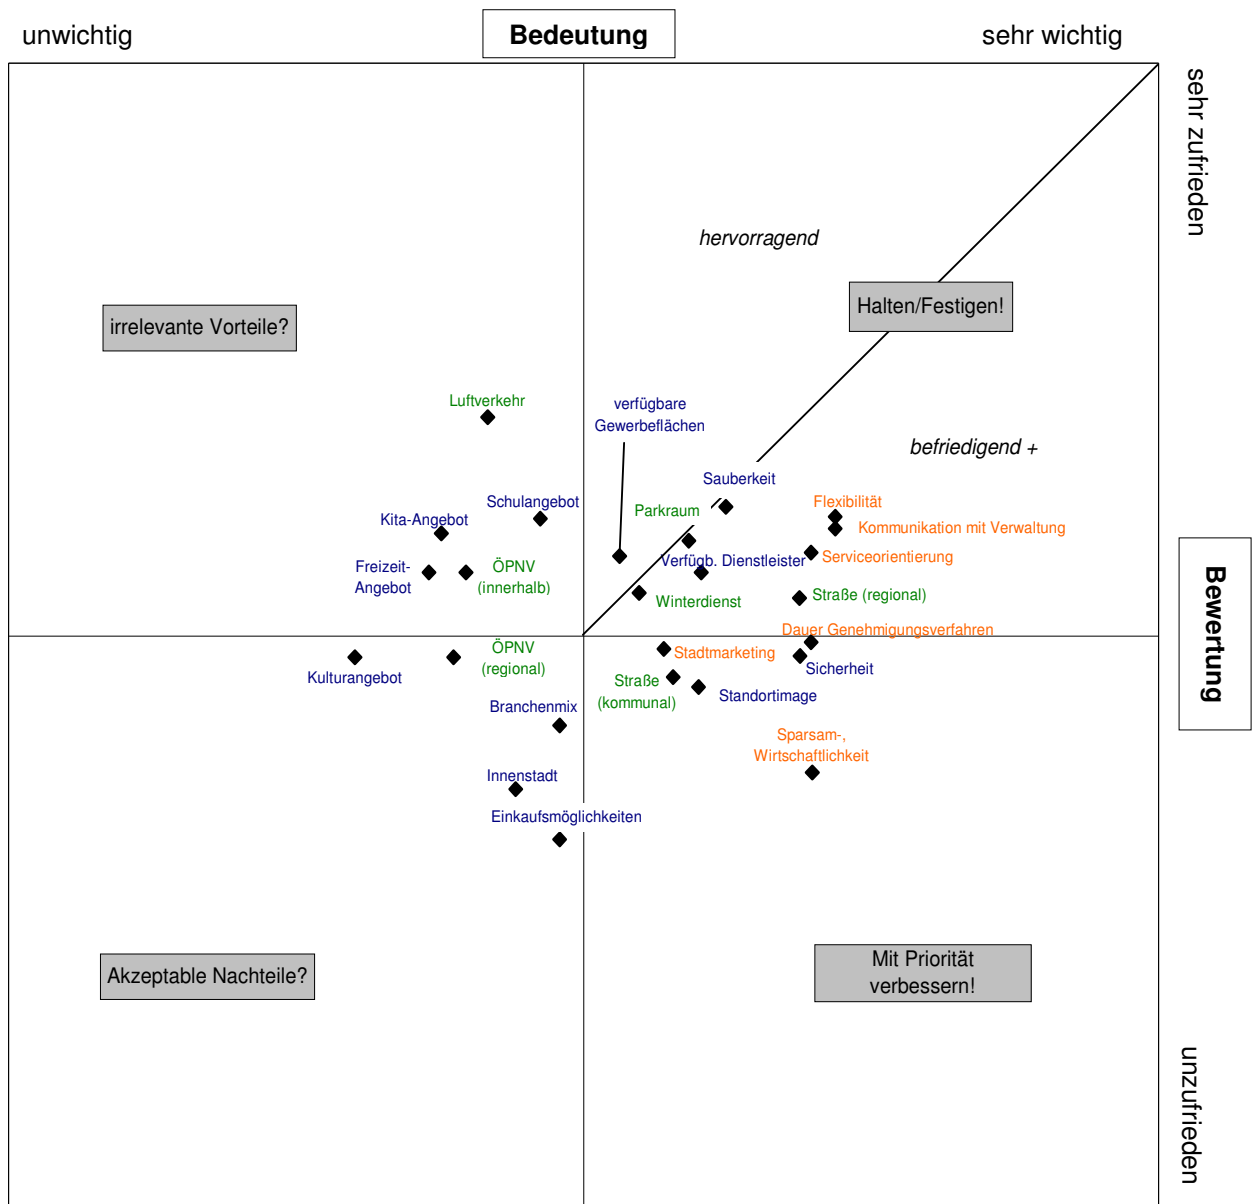 unwichtig
Bedeutung
sehr wichtig
sehr zufrieden
hervorragend
Halten/Festigen!
irrelevante Vorteile?
Luftverkehr
verfügbare
Gewerbeflächen
befriedigend +
Sauberkeit
Schulangebot
Parkraum
Flexibilität
Kita-Angebot
Kommunikation mit Verwaltung
Verfügb. Dienstleister
Serviceorientierung
Freizeit-
Angebot
ÖPNV
(innerhalb)
Winterdienst
Straße (regional)
Bewertung
Dauer Genehmigungsverfahren
ÖPNV
(regional)
Stadtmarketing
Sicherheit
Kulturangebot
Straße
(kommunal)
Standortimage
Branchenmix
Sparsam-,
Wirtschaftlichkeit
Innenstadt
Einkaufsmöglichkeiten
Akzeptable Nachteile?
Mit Priorität
verbessern!
unzufrieden